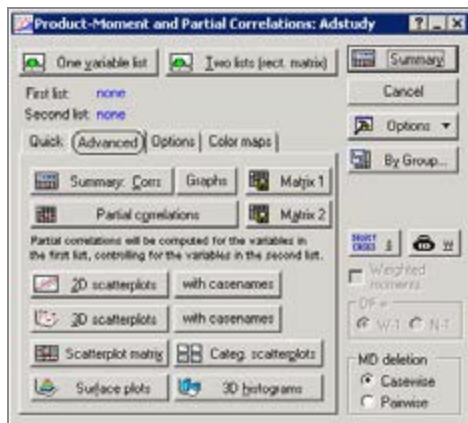 Product-Moment and Partial Correlations: Adstudy
One variable list
Two lists (rect. matrix)
Summary
First list: none
Cancel
Second list: none
Options
Quick
Advanced
Options
Color maps
By Group...
Summary: Corrs
Graphs
Matrix 1
Partial correlations
Matrix 2
Partial correlations will be computed for the variables in
the first list, controlling for the variables in the second list.
SELECT CASES S
W
Weighted
moments
2D scatterplots
with casenames
DF =
W-1
N-1
3D scatterplots
with casenames
Scatterplot matrix
Categ. scatterplots
MD deletion
Casewise
Surface plots
3D histograms
Pairwise